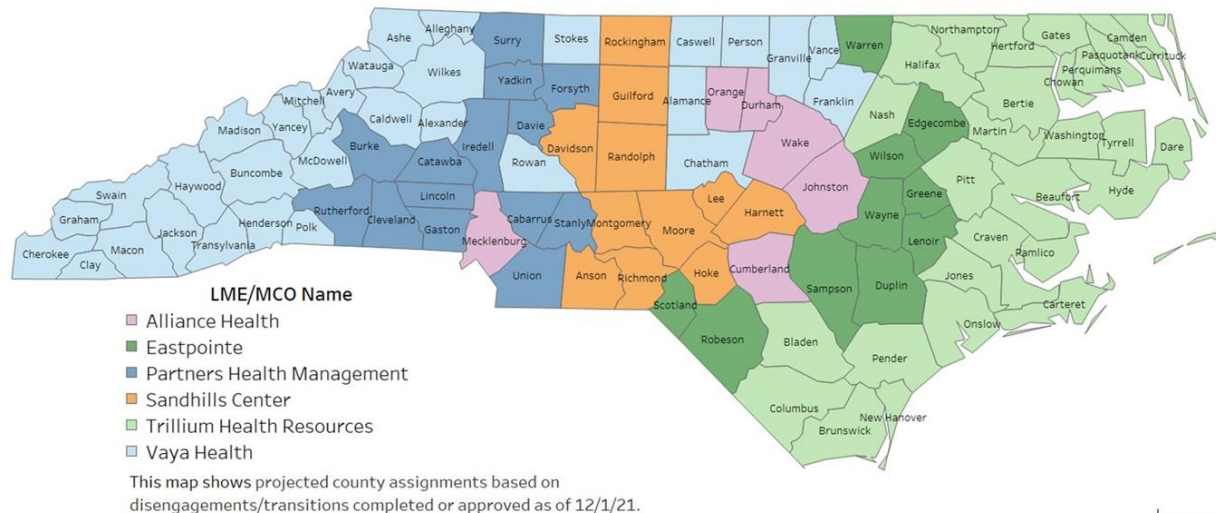 Alleghany
Ashe
Surry
Stokes
Rockingham
Caswell
Person
Granville
Vance
Warren
Northampton
Gates
Camden
Currituck
Pasquotank
Perquimans
Hertford
Halifax
Chowan
Watauga
Wilkes
Yadkin
Forsyth
Guilford
Alamance
Orange
Durham
Franklin
Nash
Bertie
Mitchell
Avery
Caldwell
Alexander
Davie
Iredell
Davidson
Randolph
Chatham
Wake
Edgecombe
Martin
Washington
Tyrrell
Dare
Madison
Yancey
McDowell
Burke
Catawba
Rowan
Wilson
Johnston
Pitt
Beaufort
Hyde
Buncombe
Haywood
Swain
Lincoln
Lee
Harnett
Greene
Wayne
Graham
Jackson
Henderson
Polk
Rutherford
Cleveland
Gaston
Mecklenburg
Cabarrus
Stanly
Montgomery
Moore
Lenoir
Craven
Pamlico
Cherokee
Clay
Macon
Transylvania
Union
Anson
Richmond
Hoke
Cumberland
Sampson
Duplin
Jones
Carteret
Scotland
Robeson
Bladen
Onslow
Pender
Columbus
Brunswick
New Hanover
LME/MCO Name
Alliance Health
Eastpointe
Partners Health Management
Sandhills Center
Trillium Health Resources
Vaya Health
This map shows projected county assignments based on
disengagements/transitions completed or approved as of 12/1/21.